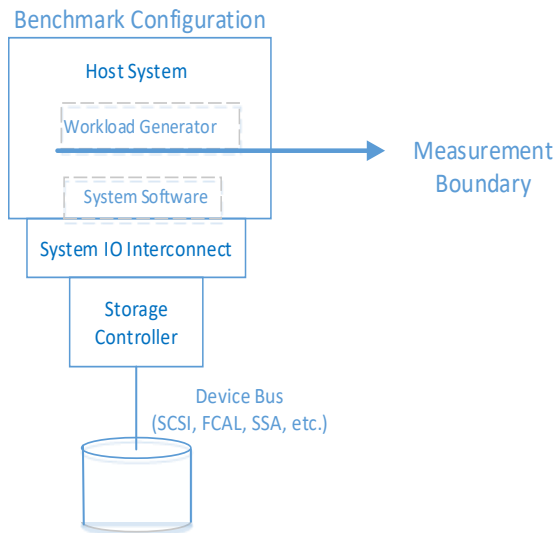 Benchmark Configuration
Host System
Workload Generator
Measurement
Boundary
System Software
System IO Interconnect
Storage
Controller
Device Bus
(SCSI, FCAL, SSA, etc.)